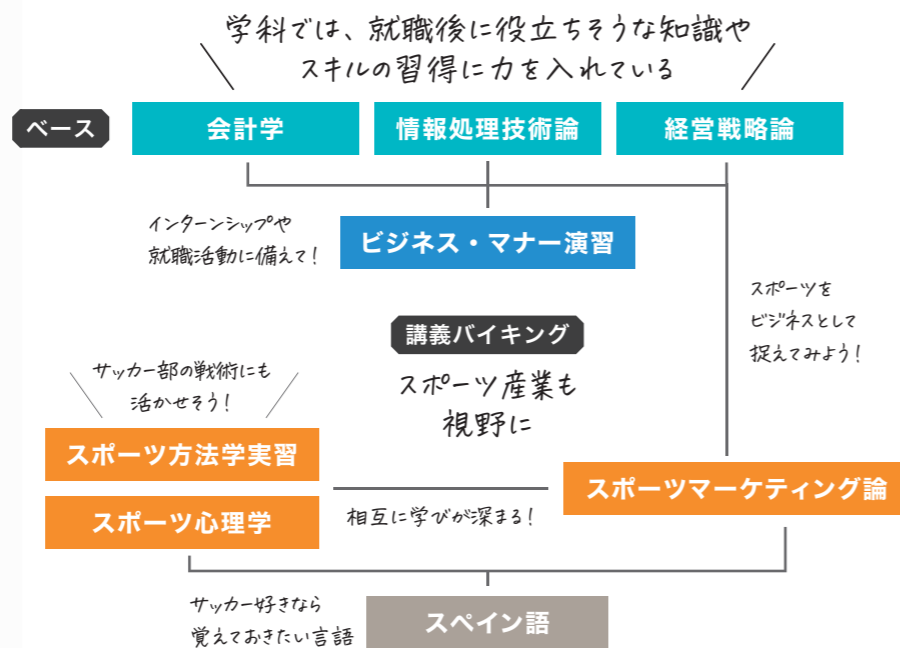 学科では、就職後に役立ちそうな知識や
スキルの習得に力を入れている
ベース
会計学
情報処理技術論
経営戦略論
インターンシップや
就職活動に備えて!
ビジネス・マナー演習
スポーツを
ビジネスとして
捉えてみよう!
講義バイキング
スポーツ産業も
視野に
サッカー部の戦術にも
活かせそう!
スポーツ方法学実習
スポーツ心理学
相互に学びが深まる!
スポーツマーケティング論
サッカー好きなら
覚えておきたい言語
スペイン語